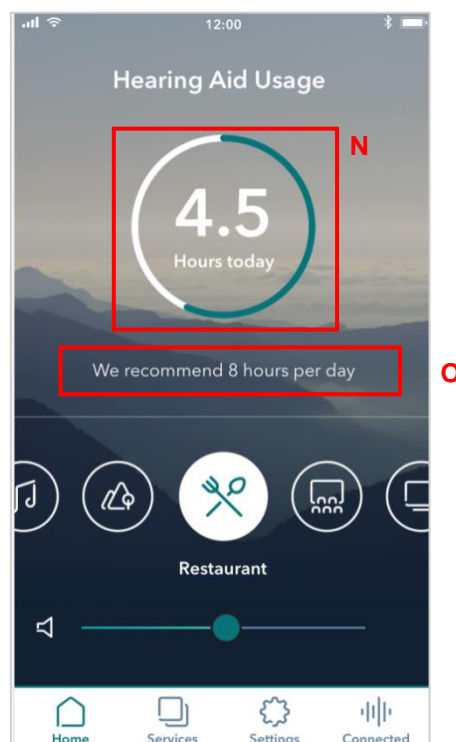 12:00
Hearing Aid Usage
N
4.5
Hours today
We recommend 8 hours per day
O
Restaurant
Home Services Settings Connected